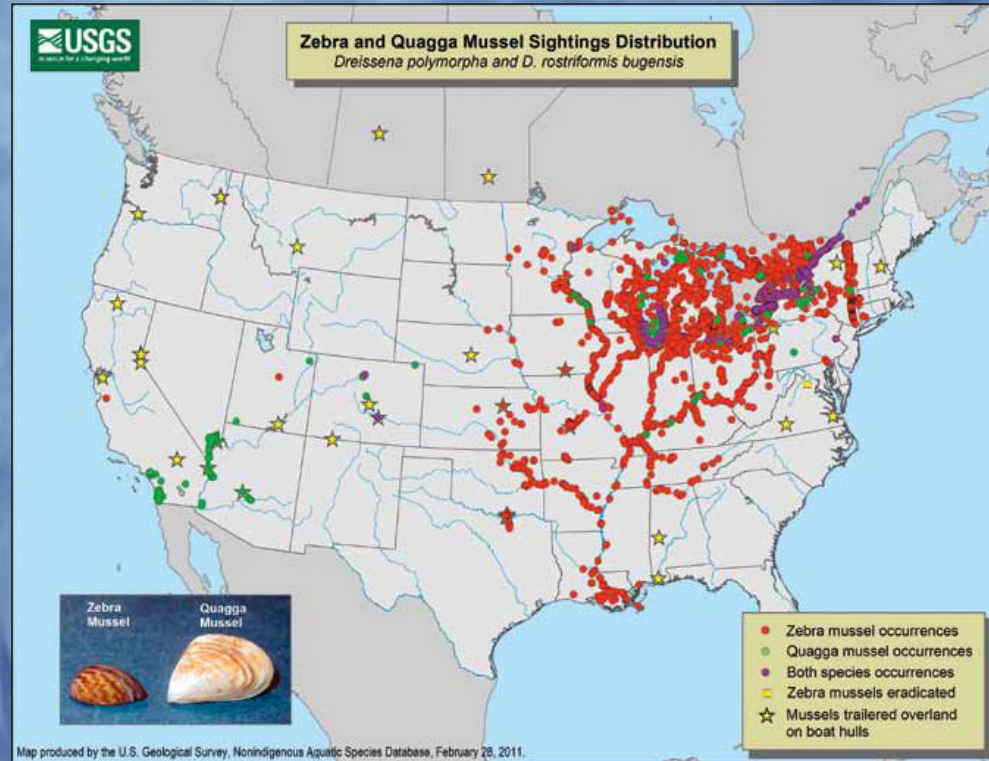 USGS
science for a changing world
Zebra and Quagga Mussel Sightings Distribution
Dreissena polymorpha and D. rostriformis bugensis
Zebra
Mussel
Quagga
Mussel
Zebra mussel occurrences
Quagga mussel occurrences
Both species occurrences
Zebra mussels eradicated
Mussels trailered overland
on boat hulls
Map produced by the U.S. Geological Survey, Nonindigenous Aquatic Species Database, February 28, 2011.